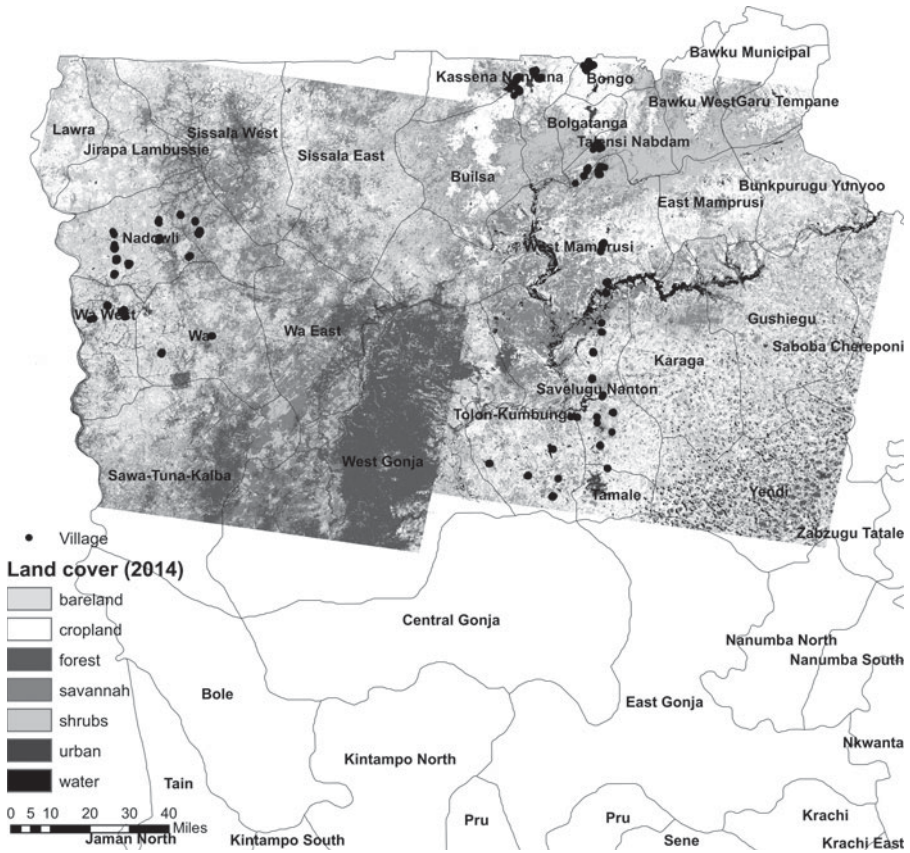 Bawku Municipal
Kassena Nankana
Bongo
Bawku West
Garu Tempane
Lawra
Sissala West
Bolgatanga
Jirapa Lambussie
Sissala East
Talensi Nabdam
Builsa
Bunkpurugu Yunyoo
East Mamprusi
Nadowli
West Mamprusi
Wa West
Wa
Wa East
Gushiegu
Saboba Chereponi
Karaga
Savelugu Nanton
Tolon-Kumbungu
West Gonja
Sawa-Tuna-Kalba
Tamale
Yendi
Zabzugu Tatale
Village
Land cover (2014)
bareland
cropland
forest
savannah
shrubs
urban
water
Central Gonja
Nanumba North
Nanumba South
Bole
East Gonja
Nkwanta
Kintampo North
Tain
0 5 10 20 30 40
Miles
Pru
Pru
Krachi
Jaman North
Kintampo South
Sene
Krachi East